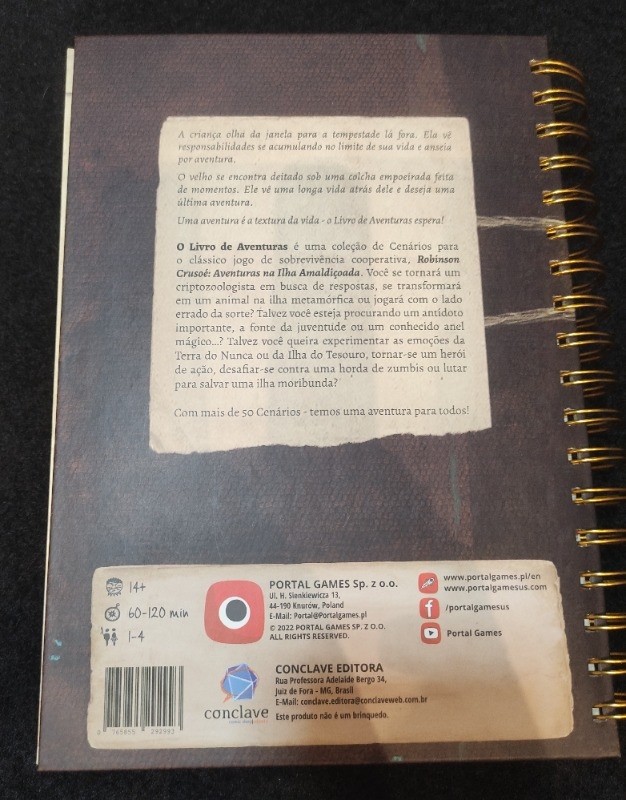 A criança olha da janela para a tempestade lá fora. Ela vê
responsabilidades se acumulando no limite de sua vida e anseia
por aventura.
O velho se encontra deitado sob uma colcha empoeirada feita
de momentos. Ele vê uma longa vida atrás dele e deseja uma
última aventura.
Uma aventura é a textura da vida - o Livro de Aventuras espera!
O Livro de Aventuras é uma coleção de Cenários para
o clássico jogo de sobrevivência cooperativa, Robinson
Crusoé: Aventuras na Ilha Amaldiçoada. Você se tornará um
criptozoologista em busca de respostas, se transformará
em um animal na ilha metamórfica ou jogará com o lado
errado da sorte? Talvez você esteja procurando um antídoto
importante, a fonte da juventude ou um conhecido anel
mágico...? Talvez você queira experimentar as emoções da
Terra do Nunca ou da Ilha do Tesouro, tornar-se um herói
de ação, desafiar-se contra uma horda de zumbis ou lutar
para salvar uma ilha moribunda?
Com mais de 50 Cenários - temos uma aventura para todos!
14+
60-120 min
1-4
PORTAL GAMES Sp. z o.o.
Ul. H. Sienkiewicza 13,
44-190 Knurów, Poland
E-Mail: Portal@Portalgames.pl
© 2022 PORTAL GAMES SP. Z O.O.
ALL RIGHTS RESERVED.
www.portalgames.pl/en
www.portalgamesus.com
/portalgamesus
Portal Games
conclave
CONCLAVE EDITORA
Rua Professora Adelaide Bergo 34,
Juiz de Fora - MG, Brasil
E-Mail: conclave.editora@conclaveweb.com.br
Este produto não é um brinquedo.